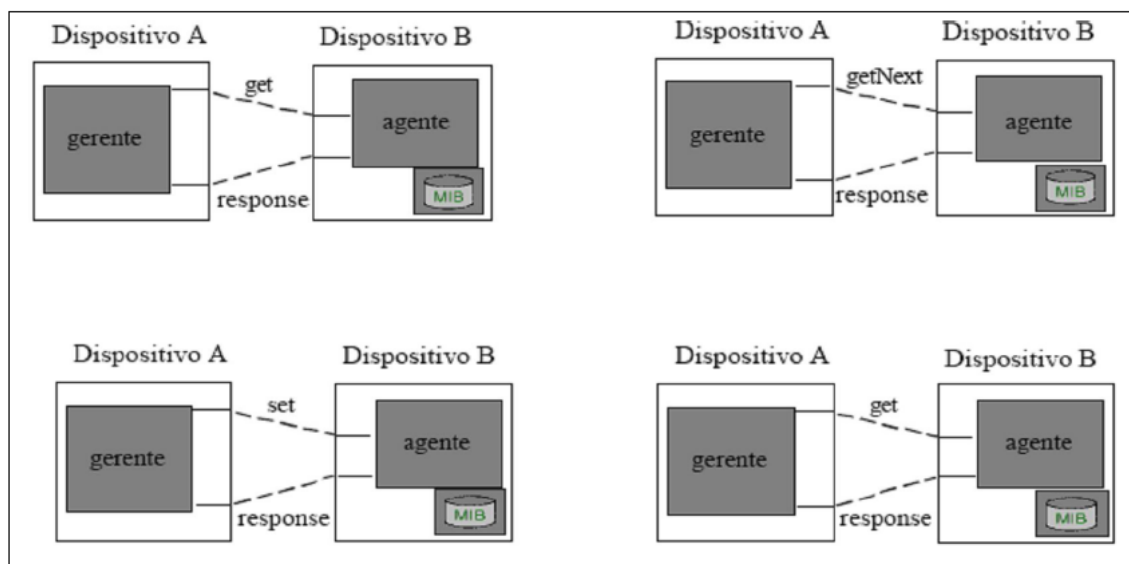 Dispositivo A
Dispositivo B
get
gerente
agente
response
MIB
Dispositivo A
Dispositivo B
getNext
gerente
agente
response
MIB
Dispositivo A
Dispositivo B
set
gerente
agente
response
MIB
Dispositivo A
Dispositivo B
get
gerente
agente
response
MIB